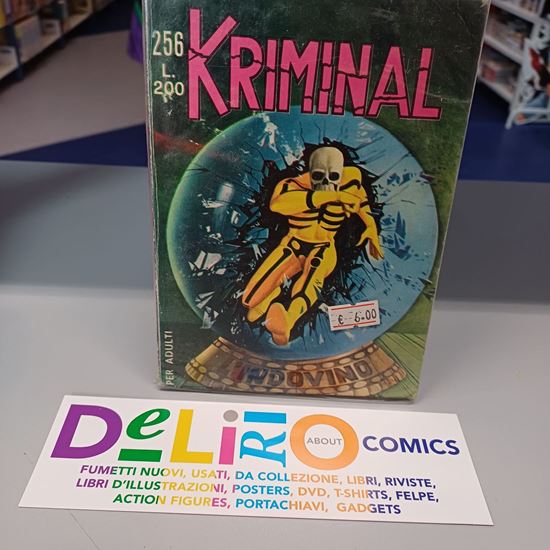 256
L.
200
KRIMINAL
€ 6.00
PER ADULTI
INDOVINO
DeLiRIO
ABOUT
COMICS
FUMETTI NUOVI, USATI, DA COLLEZIONE, LIBRI, RIVISTE,
LIBRI D'ILLUSTRAZIONI, POSTERS, DVD, T-SHIRTS, FELPE,
ACTION FIGURES, PORTACHIAVI, GADGETS